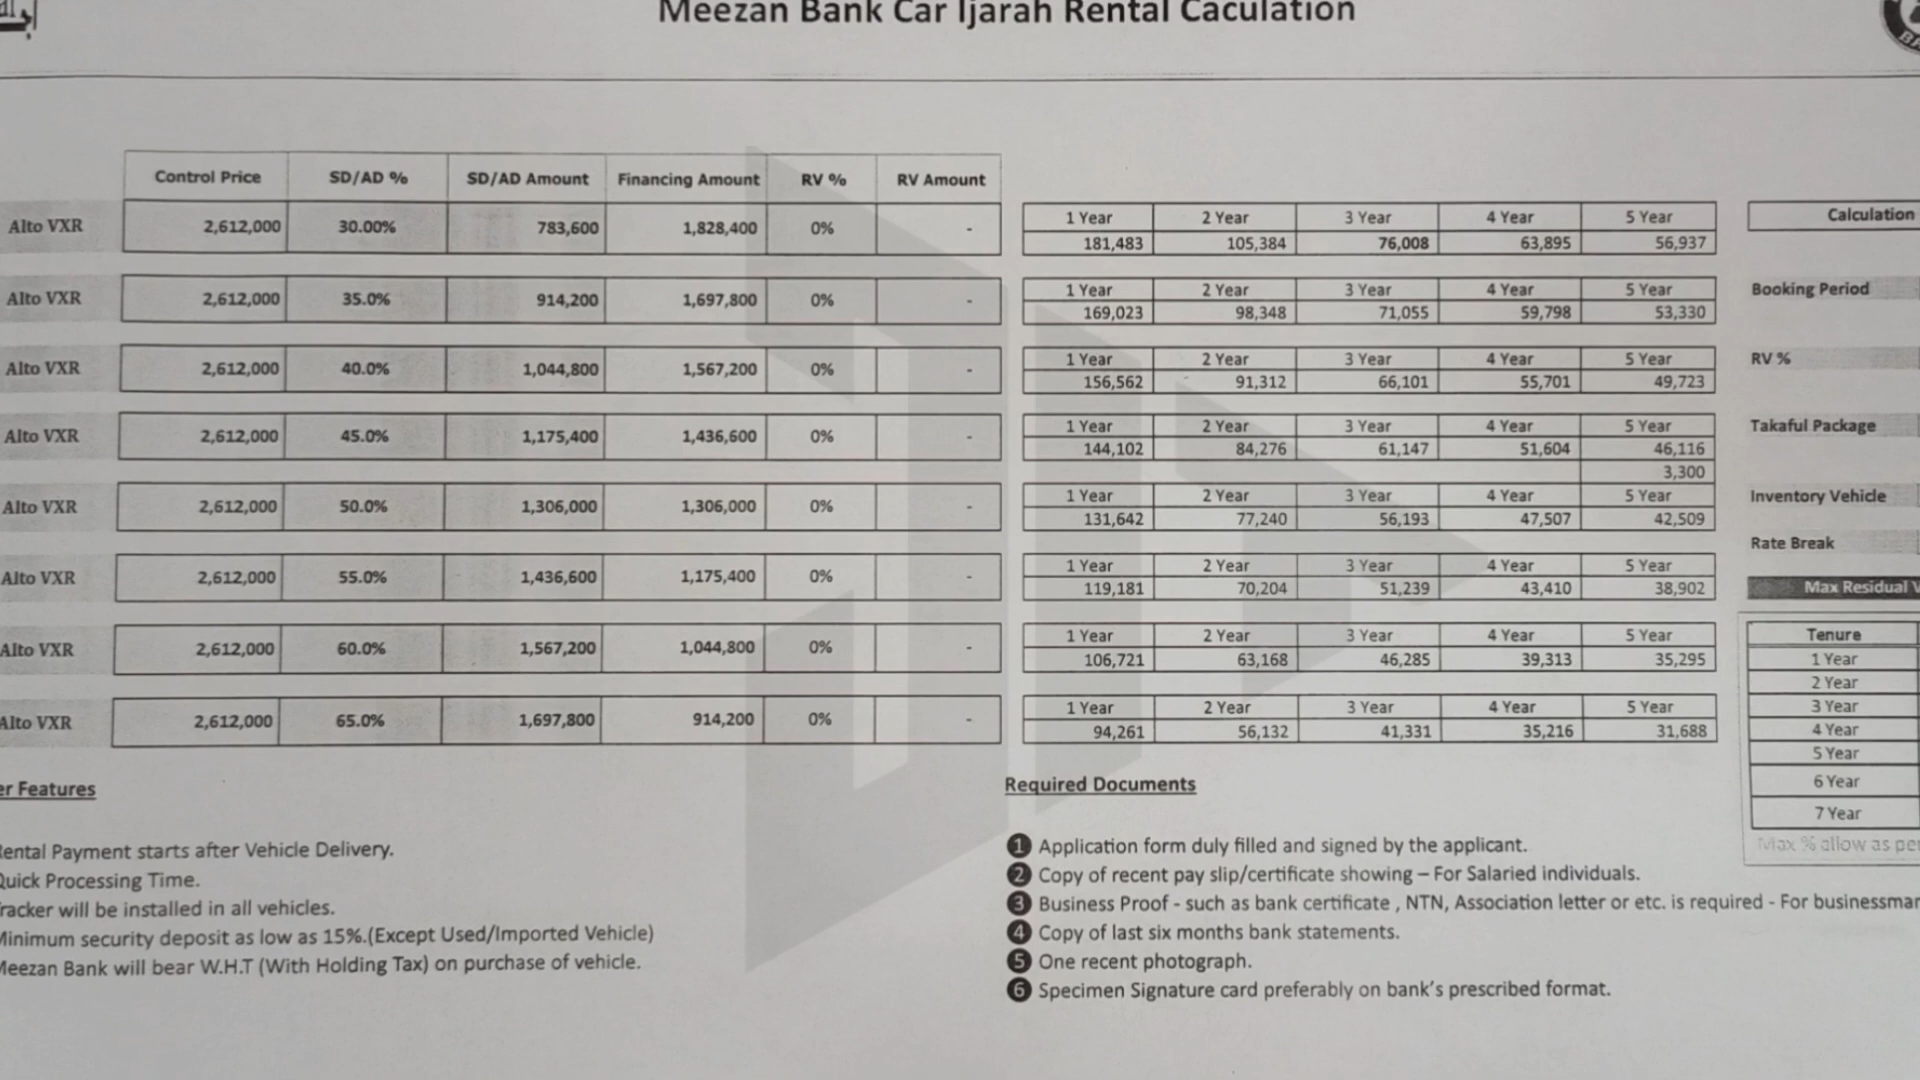 Meezan Bank Car Ijarah Rental Caculation
Control Price SD/AD % SD/AD Amount Financing Amount RV % RV Amount
Alto VXR 2,612,000 30.00% 783,600 1,828,400 0% -
1 Year 2 Year 3 Year 4 Year 5 Year
181,483 105,384 76,008 63,895 56,937
Calculation
Alto VXR 2,612,000 35.0% 914,200 1,697,800 0% -
1 Year 2 Year 3 Year 4 Year 5 Year
169,023 98,348 71,055 59,798 53,330
Booking Period
Alto VXR 2,612,000 40.0% 1,044,800 1,567,200 0% -
1 Year 2 Year 3 Year 4 Year 5 Year
156,562 91,312 66,101 55,701 49,723
RV %
Alto VXR 2,612,000 45.0% 1,175,400 1,436,600 0% -
1 Year 2 Year 3 Year 4 Year 5 Year
144,102 84,276 61,147 51,604 46,116
3,300
Takaful Package
Alto VXR 2,612,000 50.0% 1,306,000 1,306,000 0% -
1 Year 2 Year 3 Year 4 Year 5 Year
131,642 77,240 56,193 47,507 42,509
Inventory Vehicle
Rate Break
Alto VXR 2,612,000 55.0% 1,436,600 1,175,400 0% -
1 Year 2 Year 3 Year 4 Year 5 Year
119,181 70,204 51,239 43,410 38,902
Max Residual V
Alto VXR 2,612,000 60.0% 1,567,200 1,044,800 0% -
1 Year 2 Year 3 Year 4 Year 5 Year
106,721 63,168 46,285 39,313 35,295
Alto VXR 2,612,000 65.0% 1,697,800 914,200 0% -
1 Year 2 Year 3 Year 4 Year 5 Year
94,261 56,132 41,331 35,216 31,688
Tenure
1 Year
2 Year
3 Year
4 Year
5 Year
6 Year
7 Year
Max % allow as per
er Features
Rental Payment starts after Vehicle Delivery.
Quick Processing Time.
racker will be installed in all vehicles.
Minimum security deposit as low as 15%.(Except Used/Imported Vehicle)
Meezan Bank will bear W.H.T (With Holding Tax) on purchase of vehicle.
Required Documents
1 Application form duly filled and signed by the applicant.
2 Copy of recent pay slip/certificate showing – For Salaried individuals.
3 Business Proof - such as bank certificate , NTN, Association letter or etc. is required - For businessman
4 Copy of last six months bank statements.
5 One recent photograph.
6 Specimen Signature card preferably on bank's prescribed format.